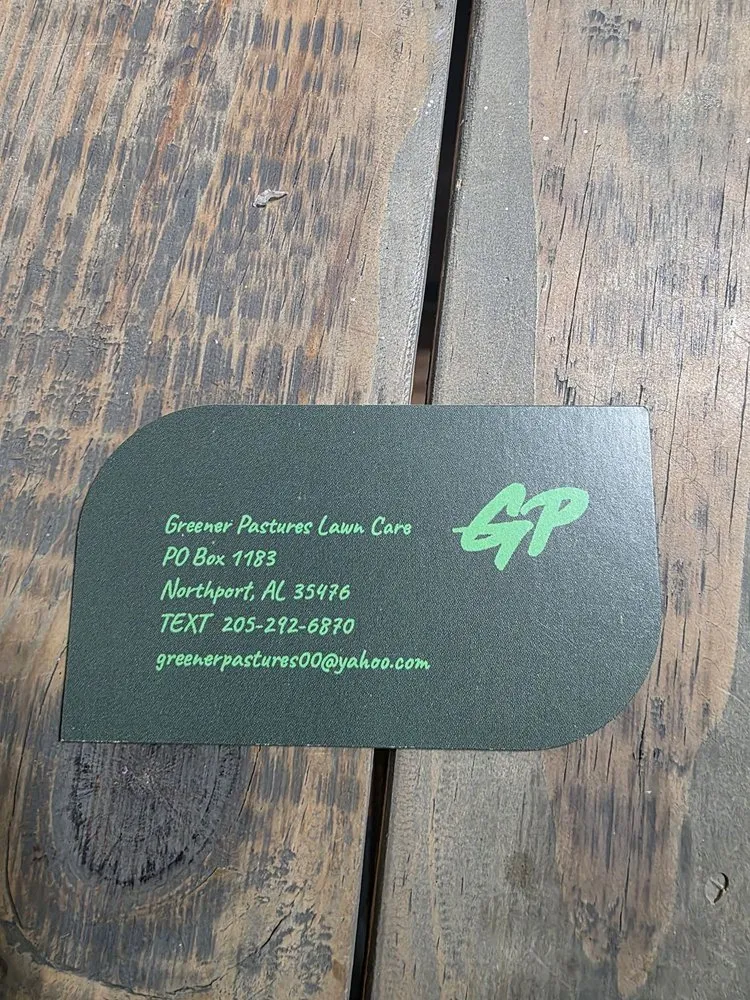 Greener Pastures Lawn Care
PO Box 1183
Northport, AL 35476
TEXT 205-292-6870
greenerpastures00@yahoo.com
GP